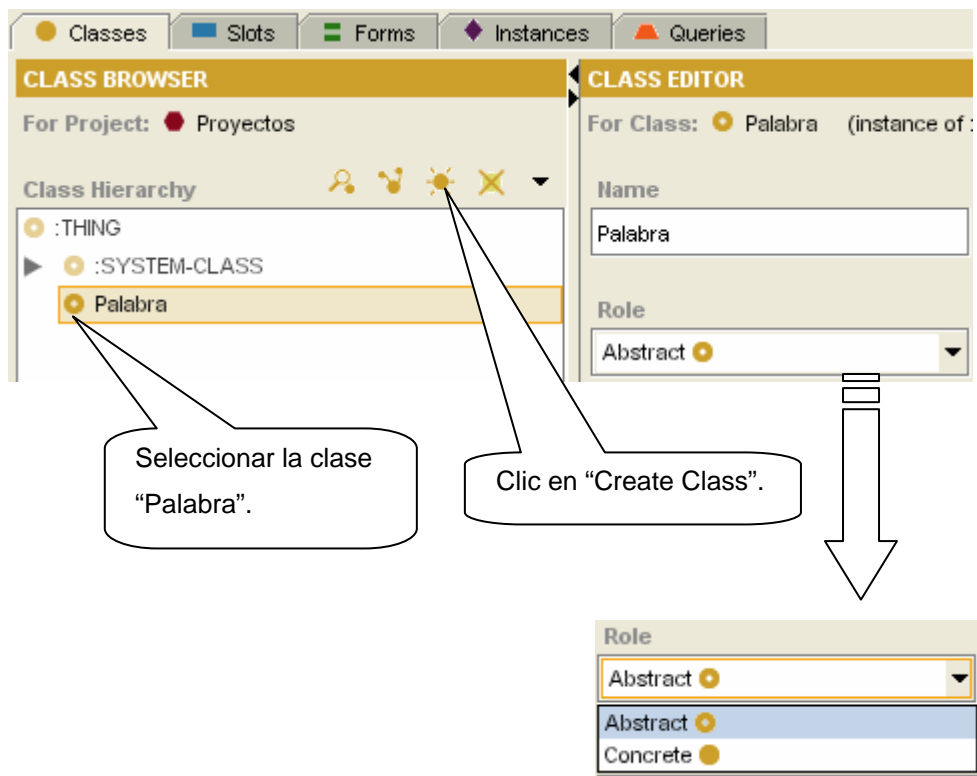 Classes Slots Forms Instances Queries
CLASS BROWSER
For Project: Proyectos
Class Hierarchy
:THING
:SYSTEM-CLASS
Palabra
CLASS EDITOR
For Class: Palabra (instance of :
Name
Palabra
Role
Abstract
Seleccionar la clase
“Palabra”.
Clic en “Create Class”.
Role
Abstract
Abstract
Concrete